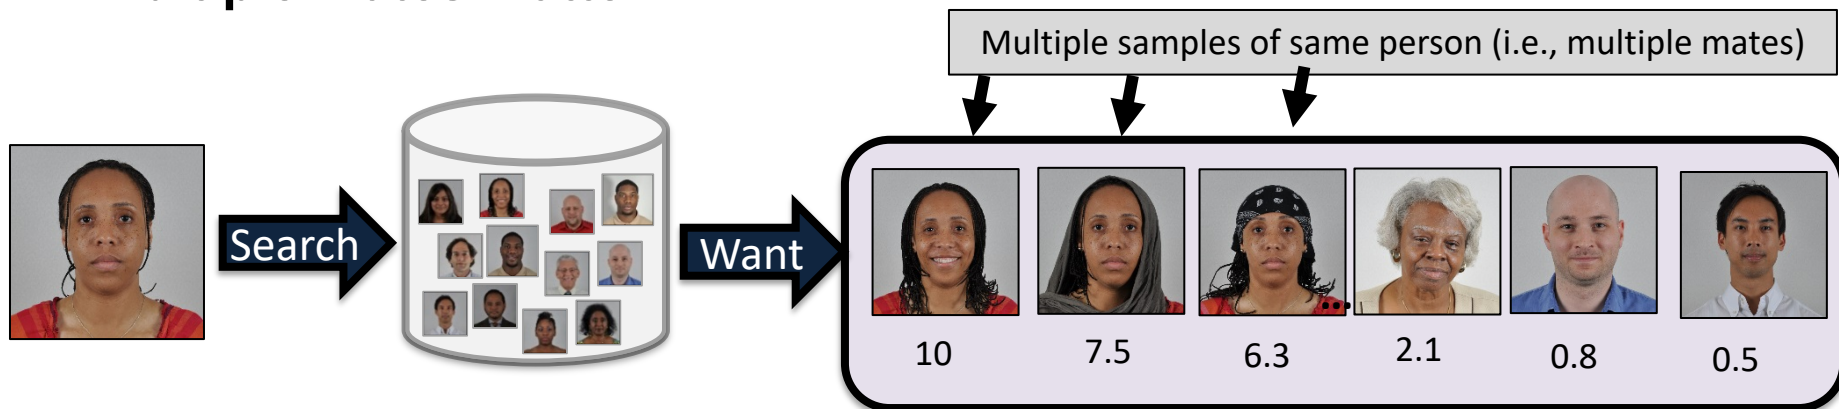 Multiple samples of same person (i.e., multiple mates)
Search
Want
...
10
7.5
6.3
2.1
0.8
0.5